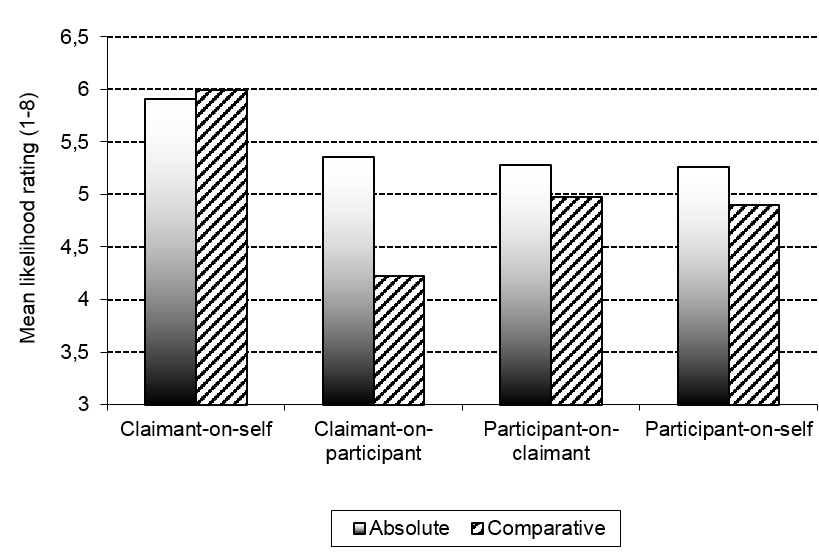 6,5
6
5,5
5
4,5
4
3,5
3
Mean likelihood rating (1-8)
Claimant-on-self
Claimant-on-
participant
Participant-on-
claimant
Participant-on-self
Absolute
Comparative